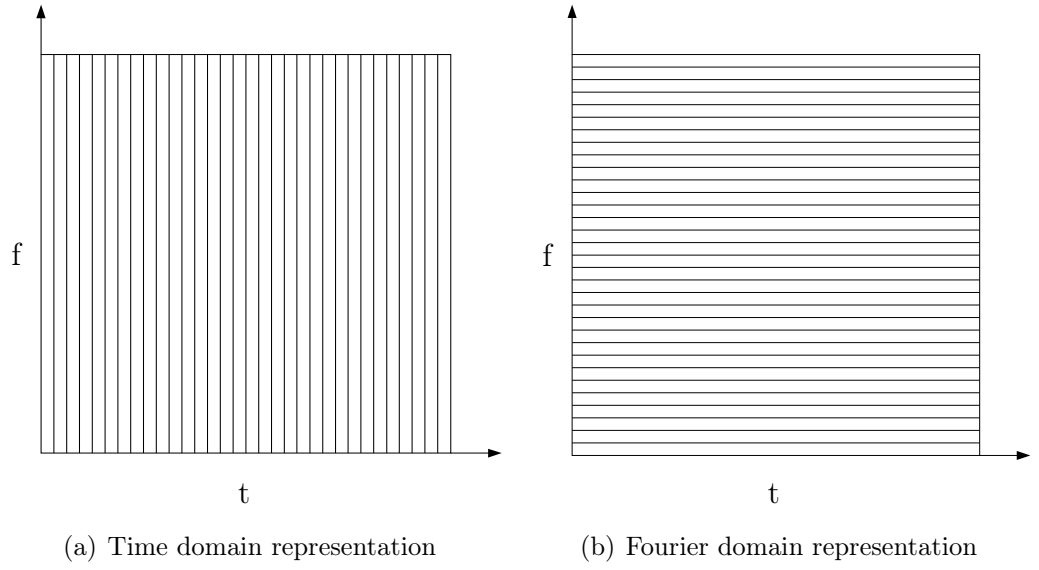 f
t
(a) Time domain representation
f
t
(b) Fourier domain representation